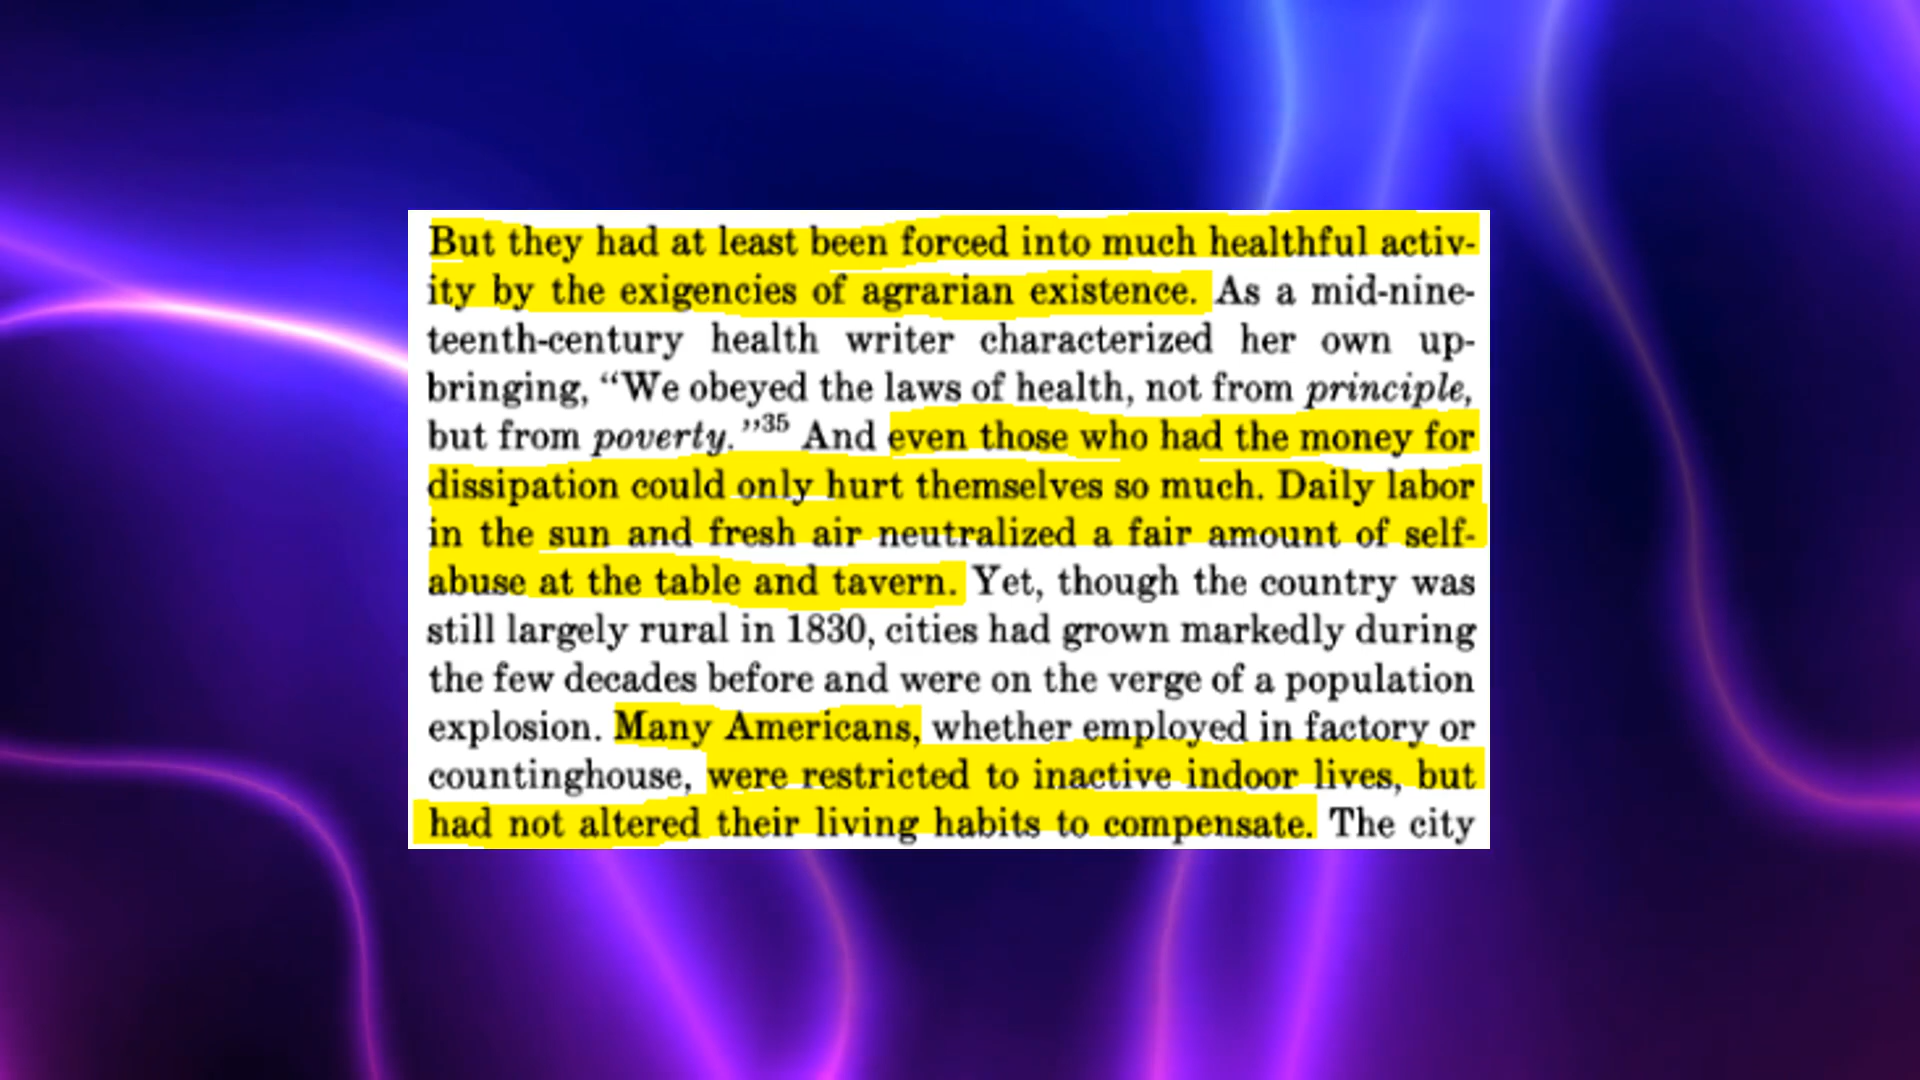 But they had at least been forced into much healthful activ-
ity by the exigencies of agrarian existence. As a mid-nine-
teenth-century health writer characterized her own up-
bringing, “We obeyed the laws of health, not from principle,
but from poverty.”35 And even those who had the money for
dissipation could only hurt themselves so much. Daily labor
in the sun and fresh air neutralized a fair amount of self-
abuse at the table and tavern. Yet, though the country was
still largely rural in 1830, cities had grown markedly during
the few decades before and were on the verge of a population
explosion. Many Americans, whether employed in factory or
countinghouse, were restricted to inactive indoor lives, but
had not altered their living habits to compensate. The city